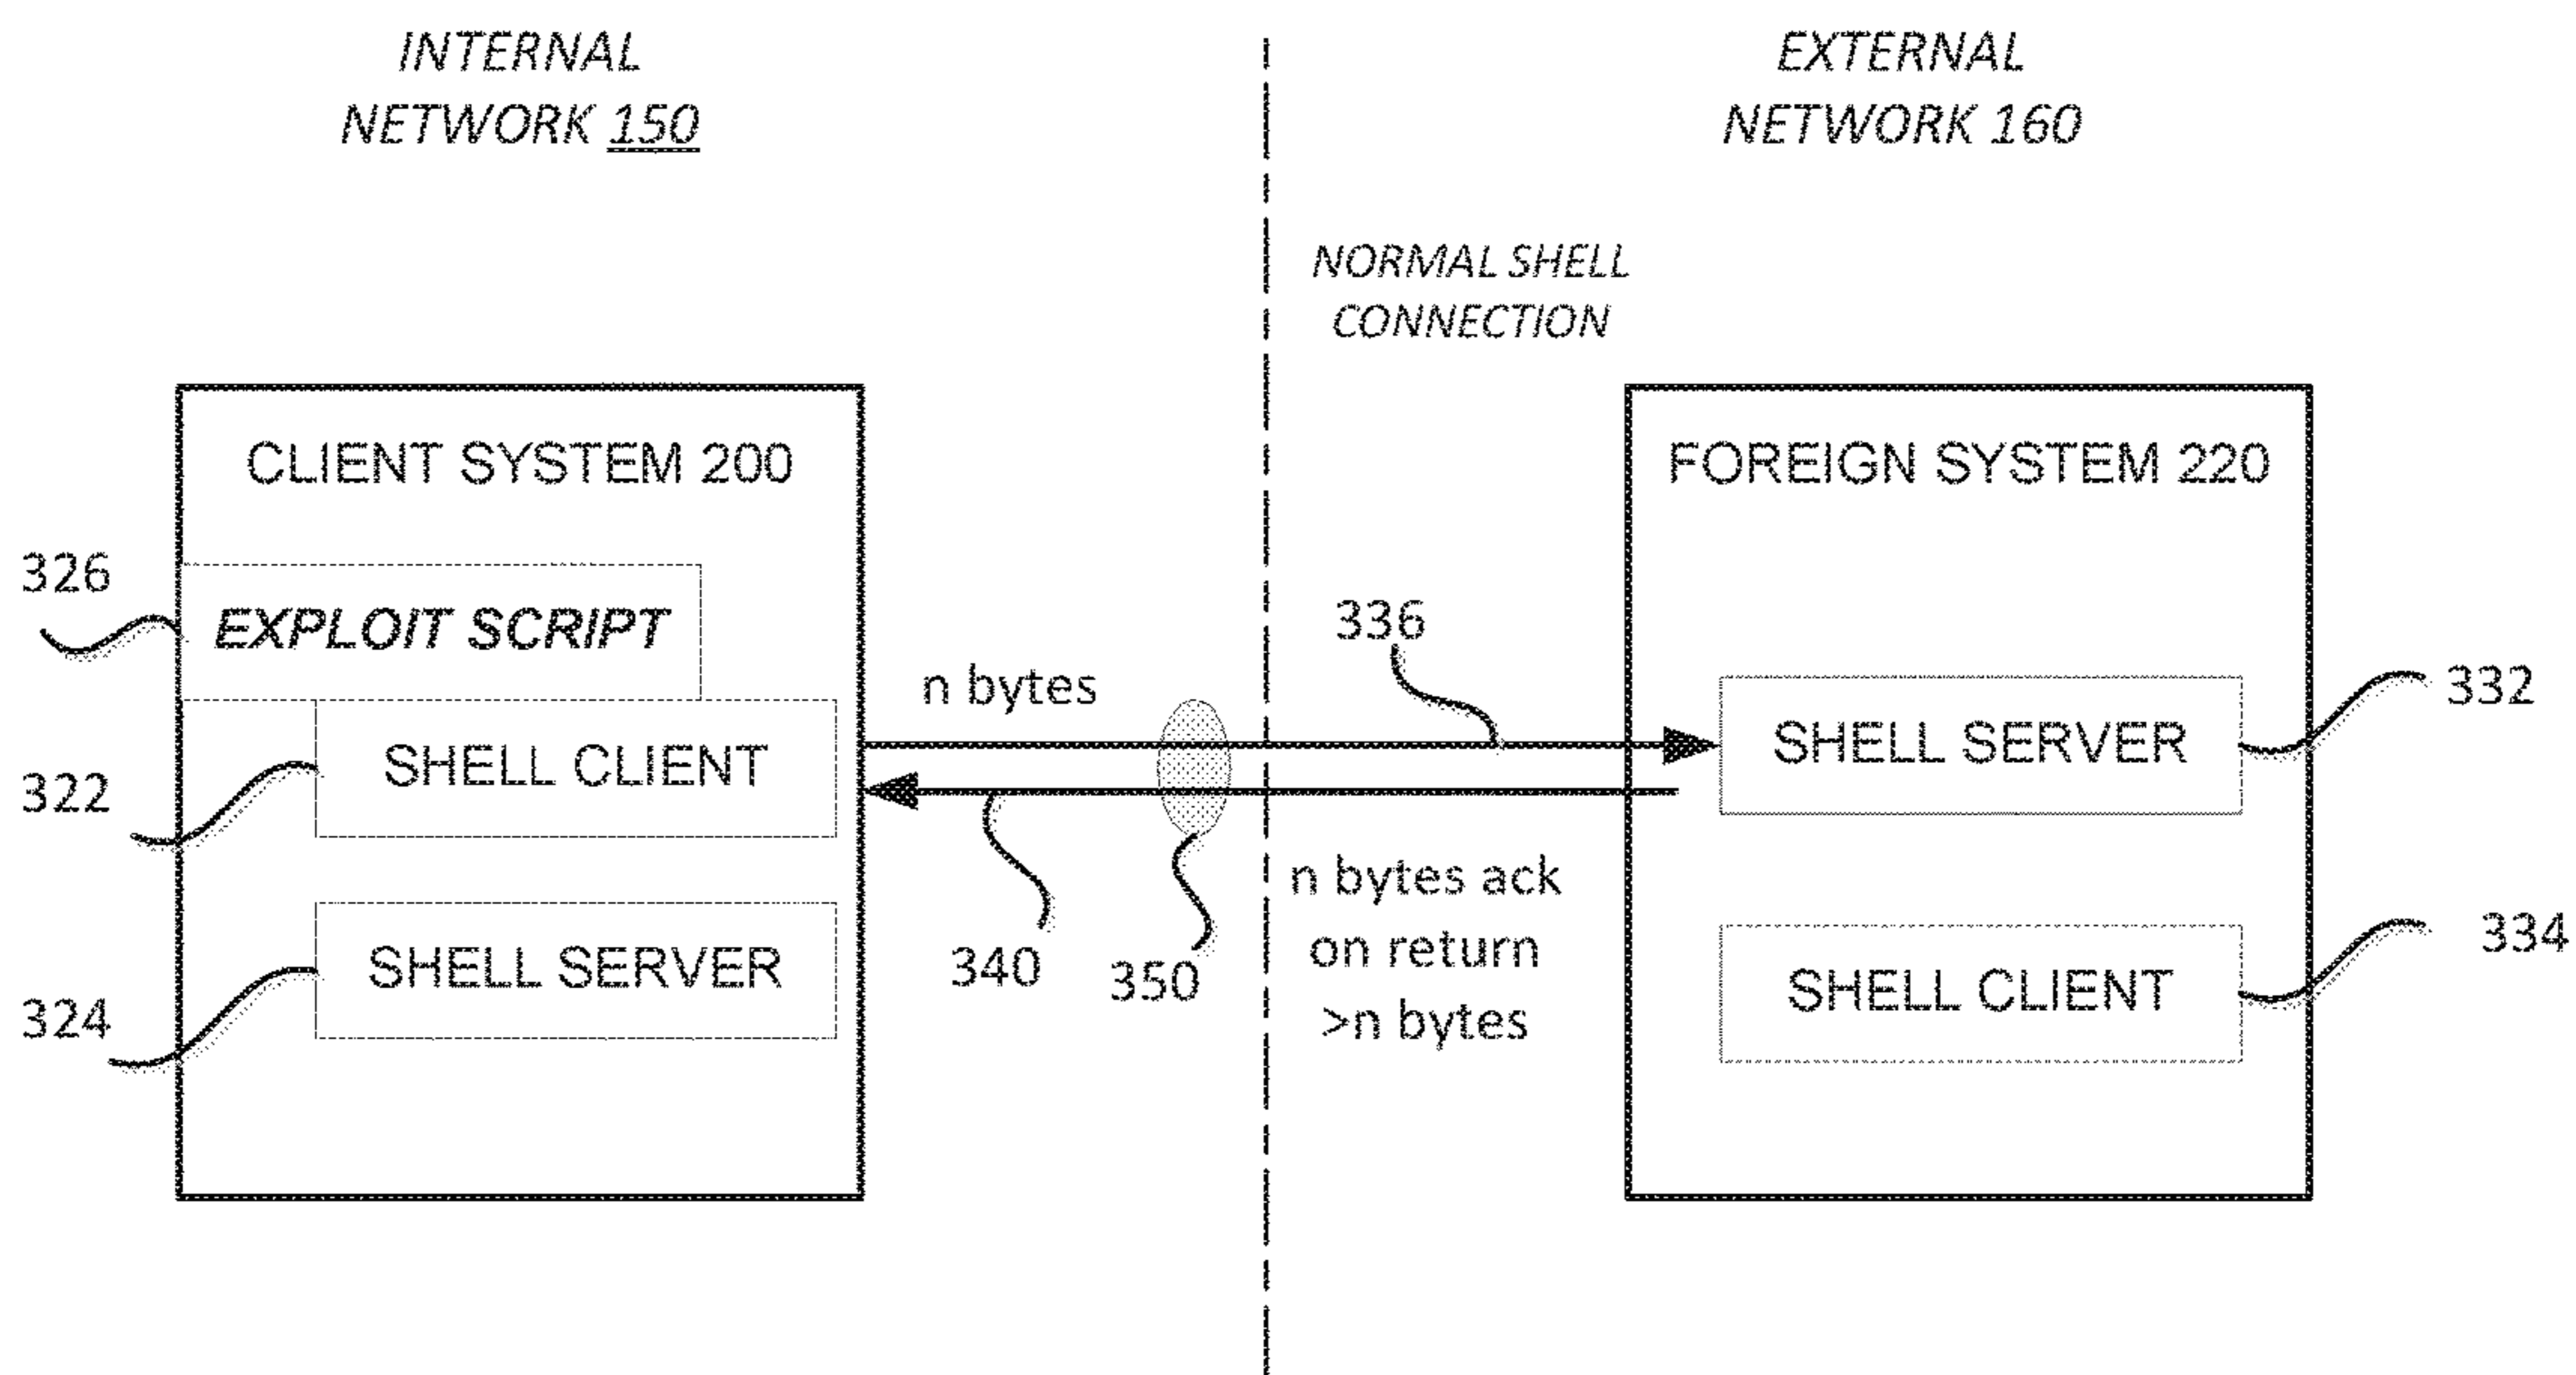 INTERNAL
NETWORK 150
EXTERNAL
NETWORK 160
NORMAL SHELL
CONNECTION
CLIENT SYSTEM 200
FOREIGN SYSTEM 220
326
EXPLOIT SCRIPT
336
n bytes
332
SHELL CLIENT
SHELL SERVER
322
n bytes ack
on return
>n bytes
340
350
334
SHELL SERVER
SHELL CLIENT
324